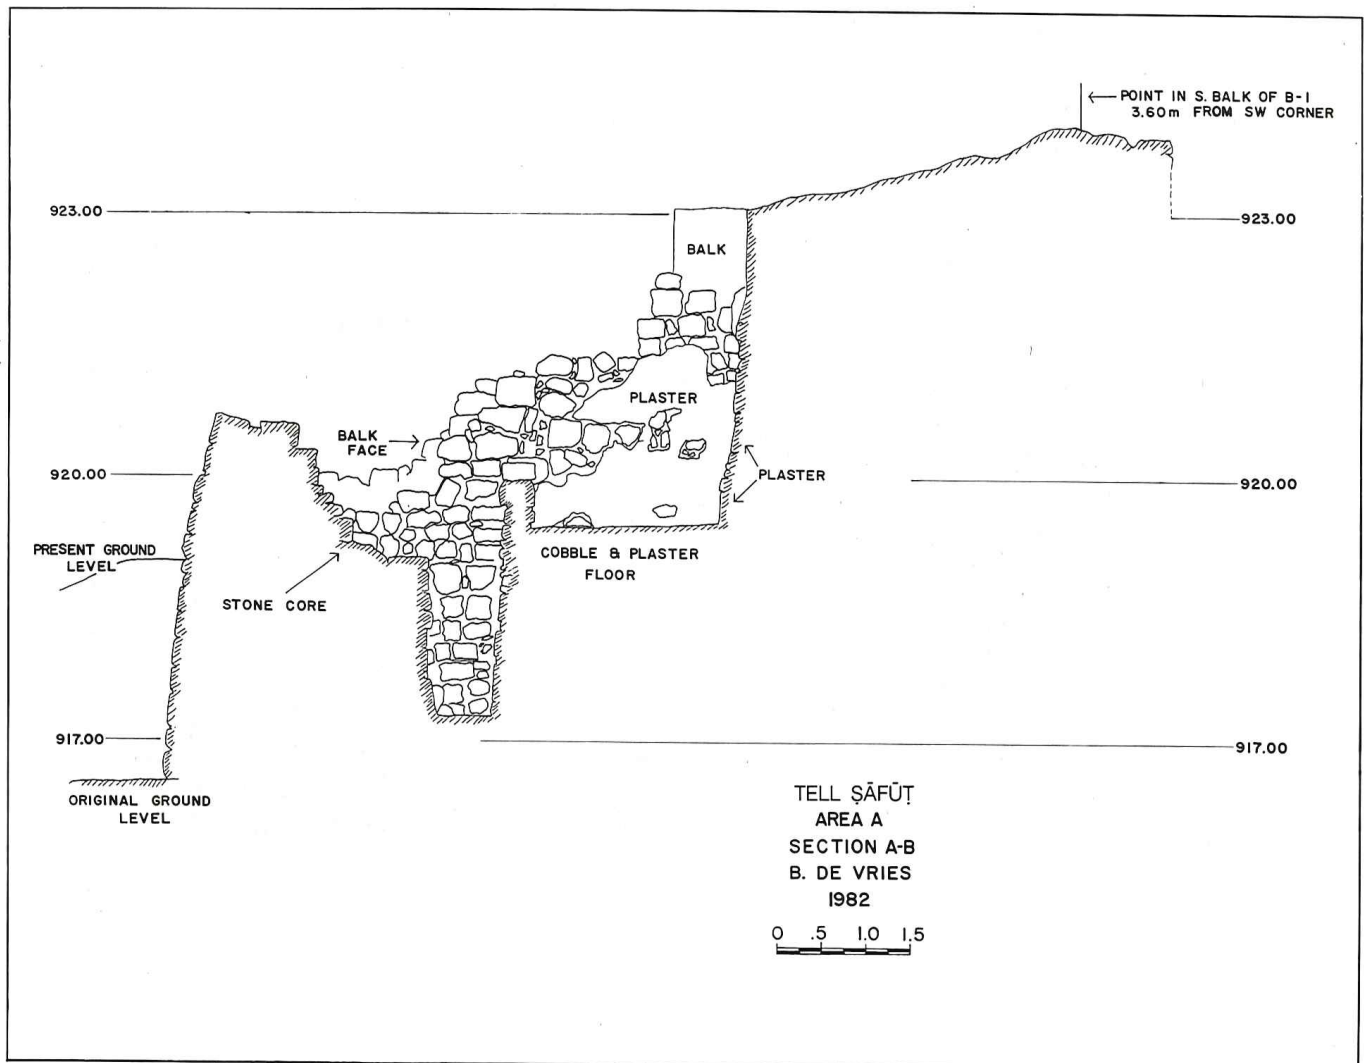 POINT IN S. BALK OF B-1
3.60m FROM SW CORNER
923.00
923.00
BALK
PLASTER
BALK
FACE
920.00
PLASTER
920.00
PRESENT GROUND
LEVEL
COBBLE & PLASTER
FLOOR
STONE CORE
917.00
917.00
ORIGINAL GROUND
LEVEL
TELL ṢĀFŪṬ
AREA A
SECTION A-B
B. DE VRIES
1982
0 .5 1.0 1.5